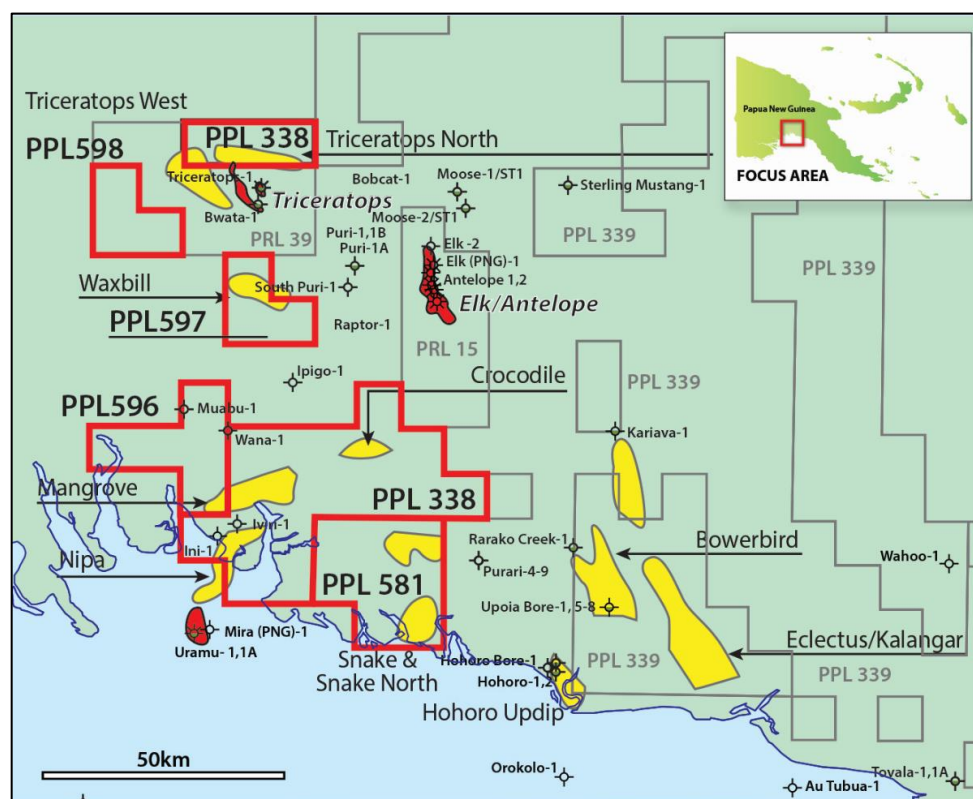 Papua New Guinea
FOCUS AREA
Triceratops West
PPL598
PPL 338
Triceratops North
Triceratops-1
Triceratops
Bwata-1
PRL 39
Bobcat-1
Moose-1/ST1
Moose-2/ST1
Sterling Mustang-1
PPL 339
PPL 339
Puri-1,1B
Puri-1A
South Puri-1
Elk -2
Elk (PNG)-1
Antelope 1,2
Elk/Antelope
Waxbill
PPL597
Raptor-1
PRL 15
Ipigo-1
Crocodile
PPL 339
PPL596
Muabu-1
Wana-1
Kariava-1
Mangrove
PPL 338
Iviri-1
Ini-1
Rarako Creek-1
Bowerbird
Purari-4-9
Wahoo-1
Nipa
PPL 581
Upoia Bore-1, 5-8
Mira (PNG)-1
Uramu- 1,1A
Eclectus/Kalangar
Snake &
Snake North
Hohoro Bore-1
Hohoro-1,2
PPL 339
PPL 339
Hohoro Updip
50km
Orokolo-1
Au Tubua-1
Tovala-1,1A